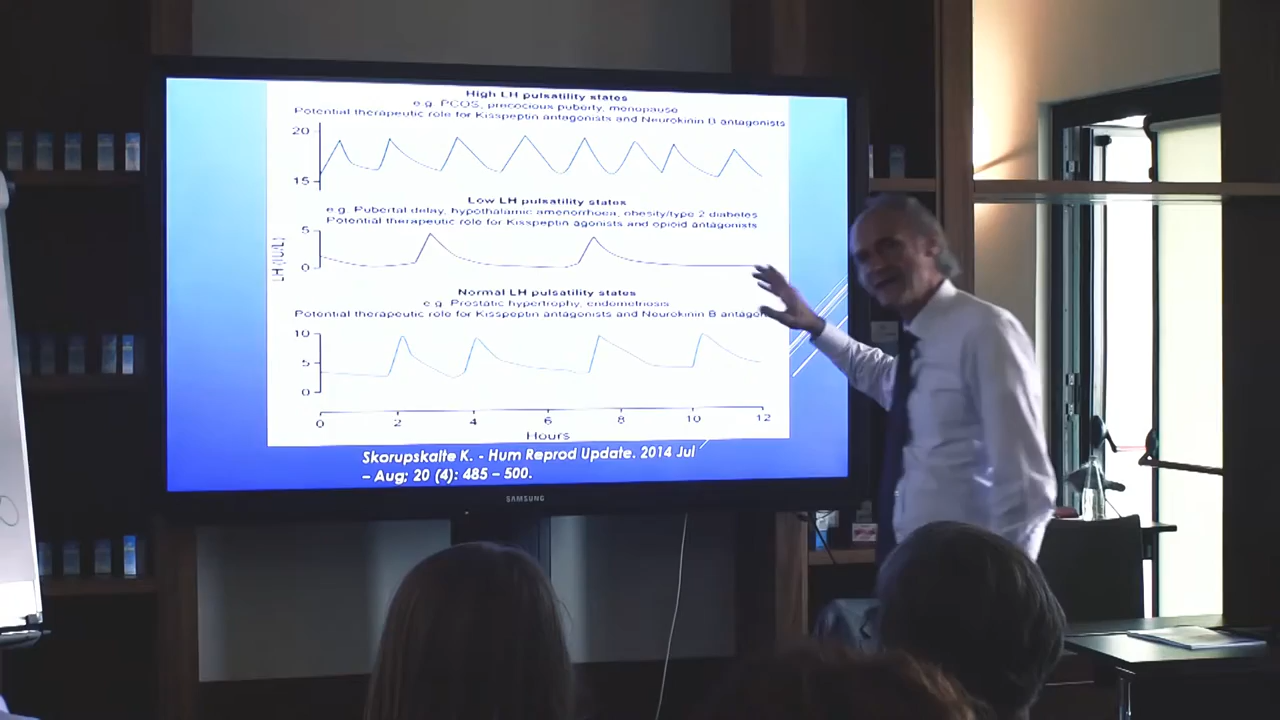 High LH pulsatility states
e.g. PCOS, precocious puberty, menopause
Potential therapeutic role for Kisspeptin antagonists and Neurokinin B antagonists
20
15
Low LH pulsatility states
e.g. Pubertal delay, hypothalamic amenorrhoea, obesity/type 2 diabetes
Potential therapeutic role for Kisspeptin agonists and opioid antagonists
5
0
LH (IU/L)
Normal LH pulsatility states
e.g. Prostatic hypertrophy, endometriosis
Potential therapeutic role for Kisspeptin antagonists and Neurokinin B antagon
10
5
0
0 2 4 6 8 10 12
Hours
Skorupskaite K. - Hum Reprod Update. 2014 Jul
– Aug; 20 (4): 485 – 500.
SAMSUNG